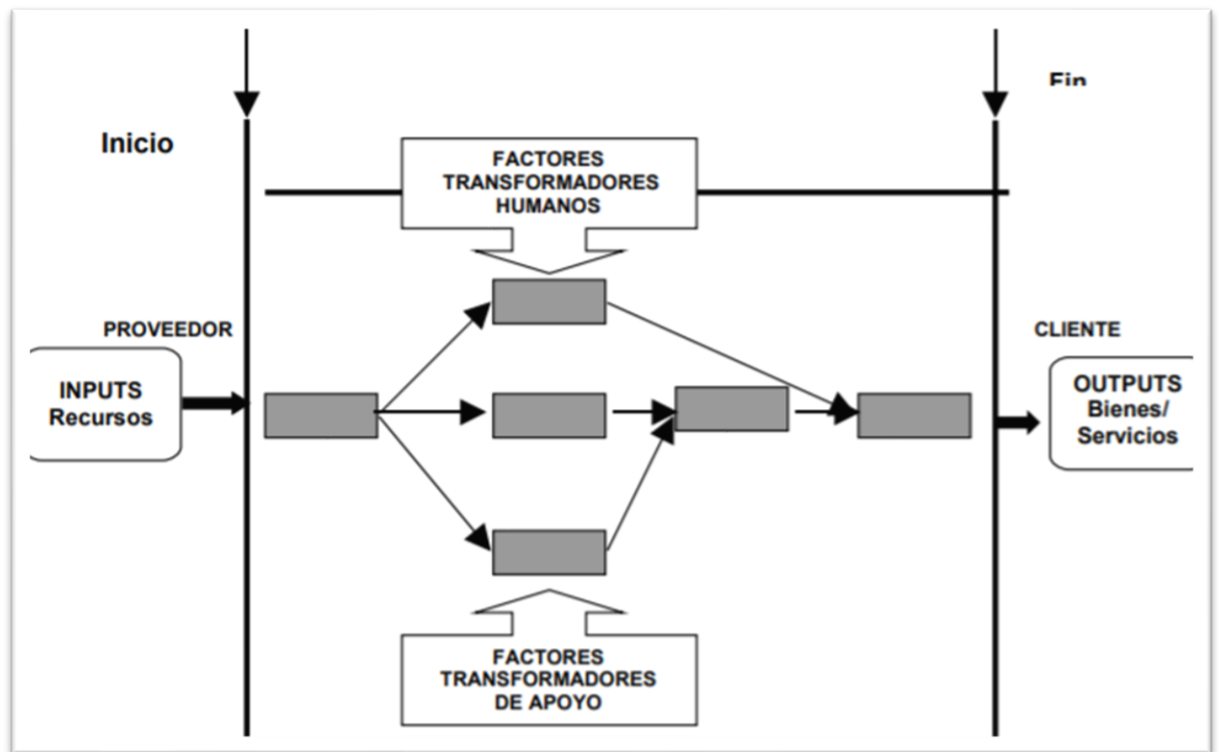 Fin
Inicio
FACTORES
TRANSFORMADORES
HUMANOS
PROVEEDOR
CLIENTE
INPUTS
Recursos
OUTPUTS
Bienes/
Servicios
FACTORES
TRANSFORMADORES
DE APOYO